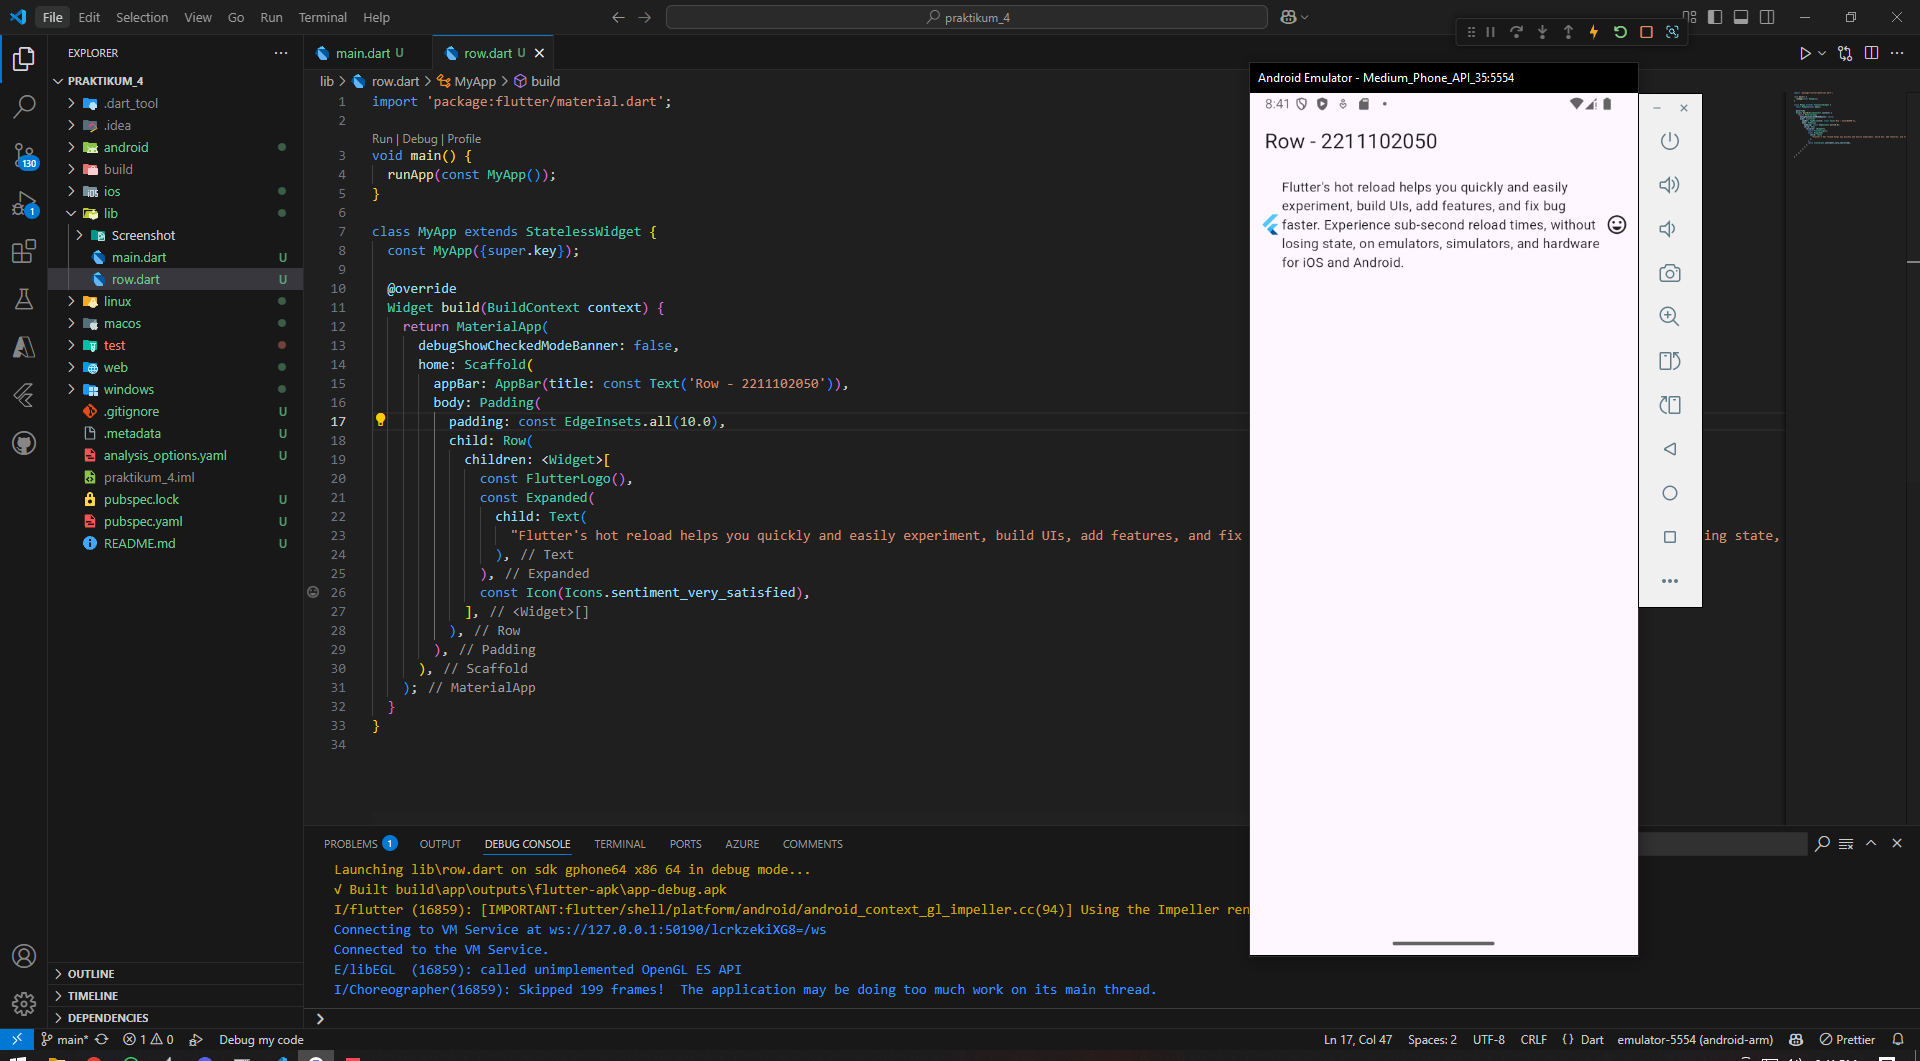 File Edit Selection View Go Run Terminal Help
praktikum_4
EXPLORER
PRAKTIKUM_4
.dart_tool
.idea
android
build
ios
lib
Screenshot
main.dart U
row.dart U
linux
macos
test
web
windows
.gitignore U
.metadata U
analysis_options.yaml U
praktikum_4.iml
pubspec.lock U
pubspec.yaml U
README.md U
OUTLINE
TIMELINE
DEPENDENCIES
130
1
main.dart U
row.dart U
lib > row.dart > MyApp > build
1 import 'package:flutter/material.dart';
2
Run | Debug | Profile
3 void main() {
4 runApp(const MyApp());
5 }
6
7 class MyApp extends StatelessWidget {
8 const MyApp({super.key});
9
10 @override
11 Widget build(BuildContext context) {
12 return MaterialApp(
13 debugShowCheckedModeBanner: false,
14 home: Scaffold(
15 appBar: AppBar(title: const Text('Row - 2211102050')),
16 body: Padding(
17 padding: const EdgeInsets.all(10.0),
18 child: Row(
19 children: <Widget>[
20 const FlutterLogo(),
21 const Expanded(
22 child: Text(
23 "Flutter's hot reload helps you quickly and easily experiment, build UIs, add features, and fix ing state,
24 ), // Text
25 ), // Expanded
26 const Icon(Icons.sentiment_very_satisfied),
27 ], // <Widget>[]
28 ), // Row
29 ), // Padding
30 ), // Scaffold
31 ); // MaterialApp
32 }
33 }
34
Android Emulator - Medium_Phone_API_35:5554
8:41
Row - 2211102050
Flutter's hot reload helps you quickly and easily
experiment, build UIs, add features, and fix bug
faster. Experience sub-second reload times, without
losing state, on emulators, simulators, and hardware
for iOS and Android.
PROBLEMS 1 OUTPUT DEBUG CONSOLE TERMINAL PORTS AZURE COMMENTS
Launching lib\row.dart on sdk gphone64 x86 64 in debug mode...
√ Built build\app\outputs\flutter-apk\app-debug.apk
I/flutter (16859): [IMPORTANT:flutter/shell/platform/android/android_context_gl_impeller.cc(94)] Using the Impeller ren
Connecting to VM Service at ws://127.0.0.1:50190/lcrkzekiXG8=/ws
Connected to the VM Service.
E/libEGL (16859): called unimplemented OpenGL ES API
I/Choreographer(16859): Skipped 199 frames! The application may be doing too much work on its main thread.
main* 1 0 Debug my code
Ln 17, Col 47 Spaces: 2 UTF-8 CRLF {} Dart emulator-5554 (android-arm) Prettier